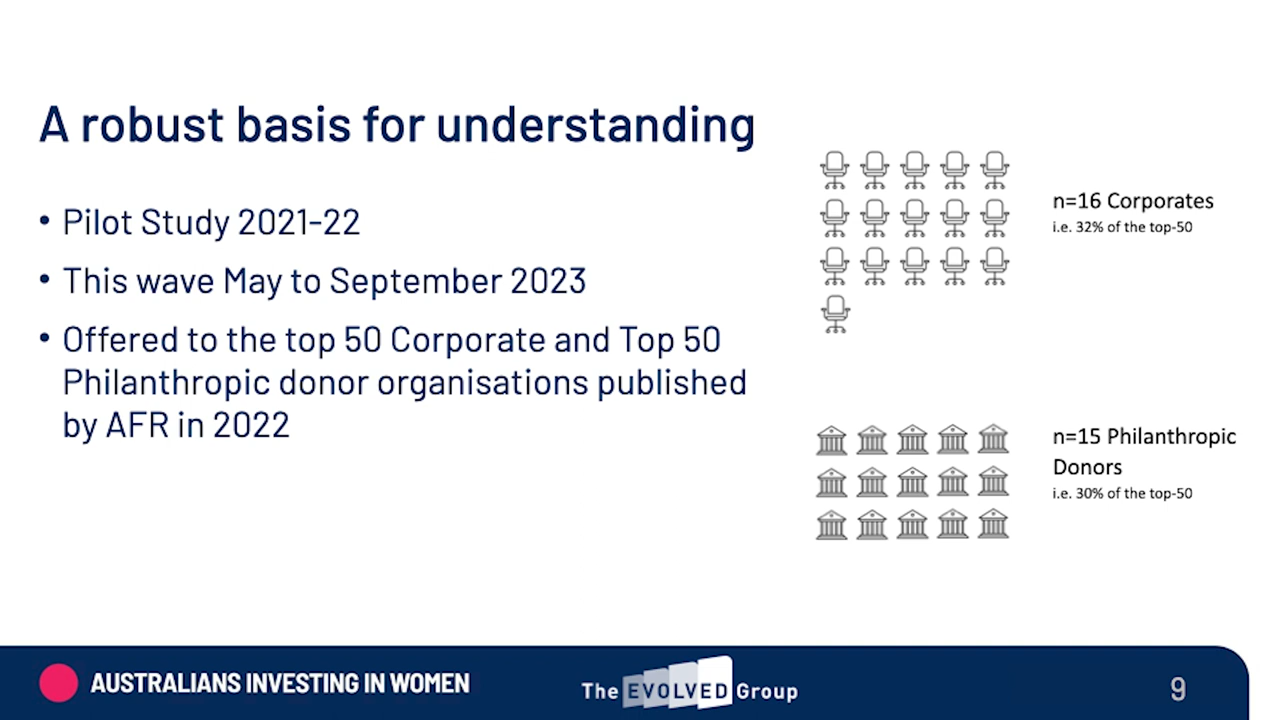 A robust basis for understanding
• Pilot Study 2021-22
• This wave May to September 2023
• Offered to the top 50 Corporate and Top 50
Philanthropic donor organisations published
by AFR in 2022
n=16 Corporates
i.e. 32% of the top-50
n=15 Philanthropic
Donors
i.e. 30% of the top-50
AUSTRALIANS INVESTING IN WOMEN
The EVOLVED Group
9